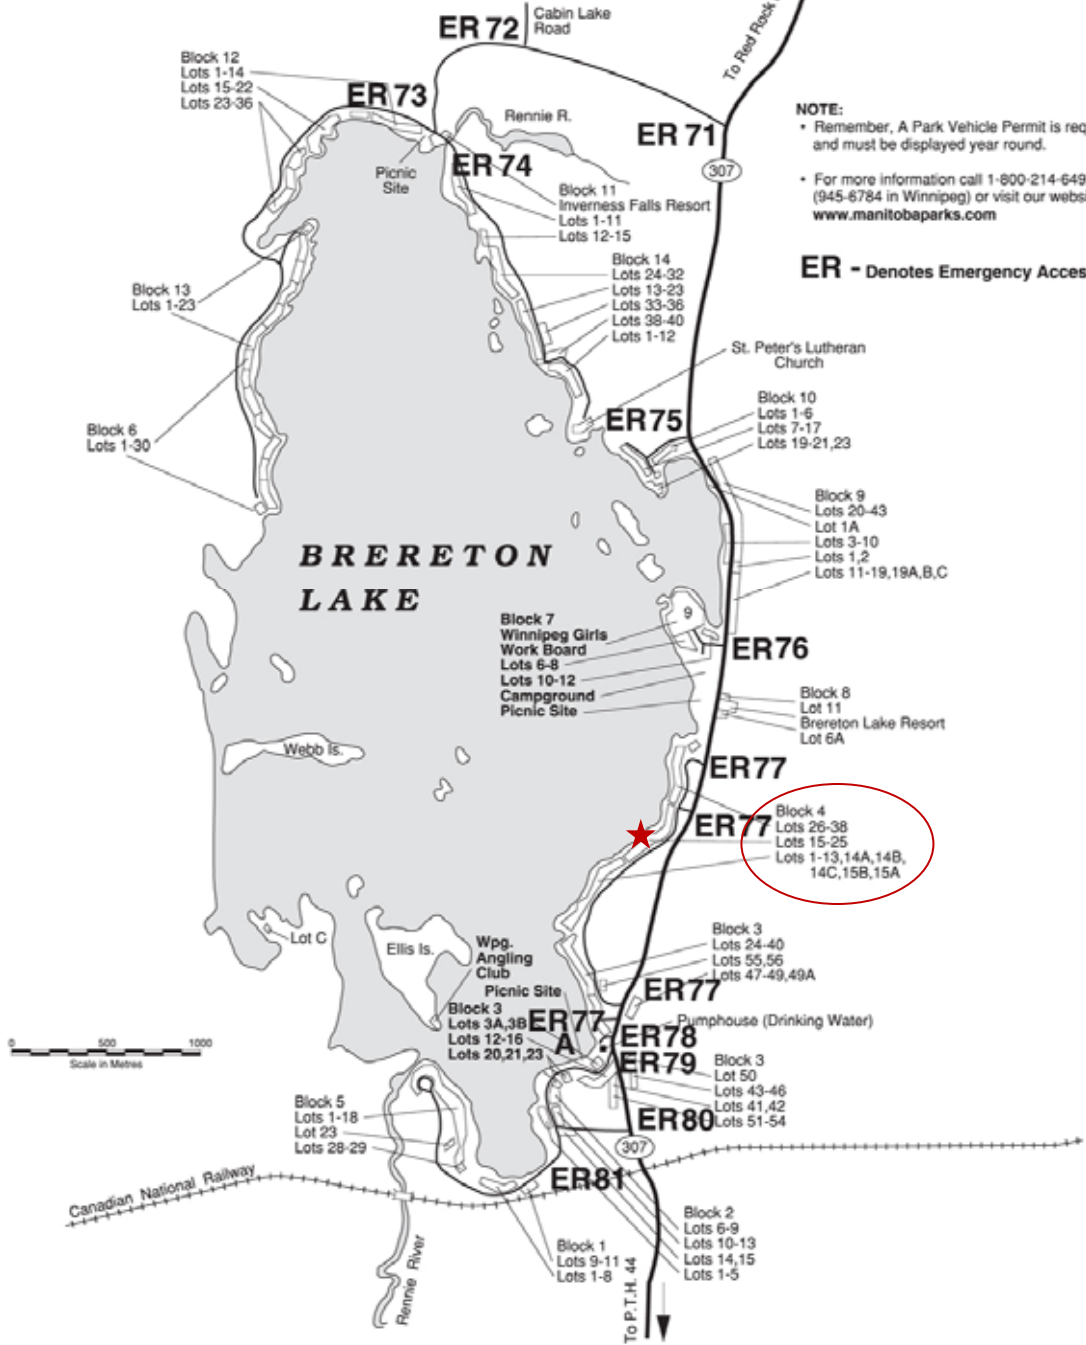 ER 72
Cabin Lake
Road
To Red Rock
Block 12
Lots 1-14
Lots 15-22
Lots 23-36
ER 73
Rennie R.
ER 71
307
NOTE:
• Remember, A Park Vehicle Permit is req
and must be displayed year round.
• For more information call 1-800-214-649
(945-6784 in Winnipeg) or visit our websi
www.manitobaparks.com
ER - Denotes Emergency Acces
Picnic
Site
ER 74
Block 11
Inverness Falls Resort
Lots 1-11
Lots 12-15
Block 14
Lots 24-32
Lots 13-23
Lots 33-36
Lots 38-40
Lots 1-12
Block 13
Lots 1-23
St. Peter's Lutheran
Church
Block 6
Lots 1-30
ER75
Block 10
Lots 1-6
Lots 7-17
Lots 19-21,23
Block 9
Lots 20-43
Lot 1A
Lots 3-10
Lots 1,2
Lots 11-19,19A,B,C
BRERETON
LAKE
Block 7
Winnipeg Girls
Work Board
Lots 6-8
Lots 10-12
Campground
Picnic Site
9
ER76
Block 8
Lot 11
Brereton Lake Resort
Lot 6A
Webb Is.
ER77
ER77
Block 4
Lots 26-38
Lots 15-25
Lots 1-13,14A,14B,
14C,15B,15A
Lot C
Ellis Is.
Wpg.
Angling
Club
Picnic Site
Block 3
Lots 24-40
Lots 55,56
Lots 47-49,49A
ER77
Block 3
Lots 3A,3B
Lots 12-16
Lots 20,21,23
ER77
A
Pumphouse (Drinking Water)
ER78
ER79
Block 3
Lot 50
Lots 43-46
Lots 41,42
Lots 51-54
ER80
0 500 1000
Scale in Metres
Block 5
Lots 1-18
Lot 23
Lots 28-29
307
ER81
Canadian National Railway
Rennie River
Block 1
Lots 9-11
Lots 1-8
Block 2
Lots 6-9
Lots 10-13
Lots 14,15
Lots 1-5
To P.T.H. 44